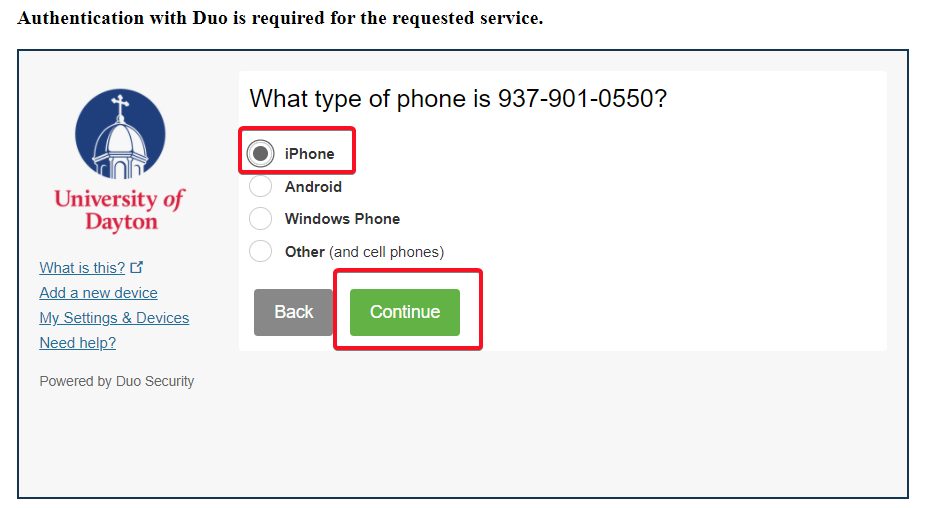 Authentication with Duo is required for the requested service.
University of
Dayton
What is this?
Add a new device
My Settings & Devices
Need help?
Powered by Duo Security
What type of phone is 937-901-0550?
iPhone
Android
Windows Phone
Other (and cell phones)
Back Continue